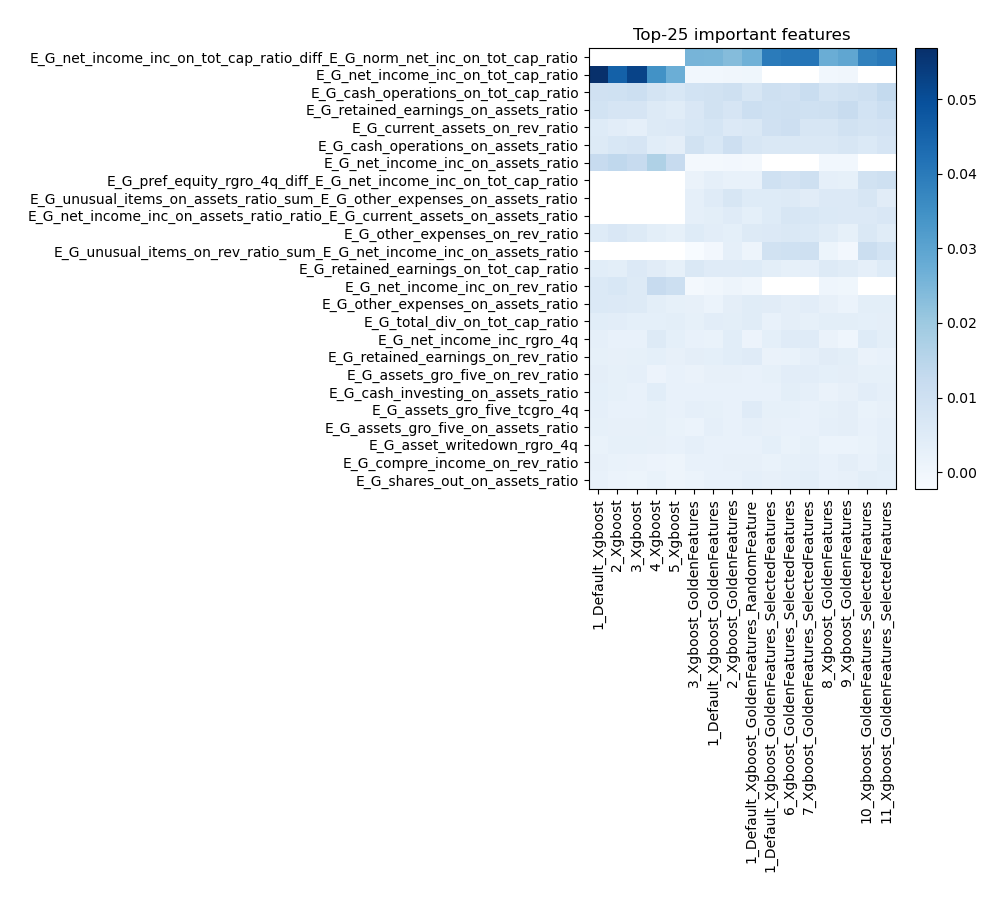 Top-25 important features
E_G_net_income_inc_on_tot_cap_ratio_diff_E_G_norm_net_inc_on_tot_cap_ratio
E_G_net_income_inc_on_tot_cap_ratio
E_G_cash_operations_on_tot_cap_ratio
E_G_retained_earnings_on_assets_ratio
E_G_current_assets_on_rev_ratio
E_G_cash_operations_on_assets_ratio
E_G_net_income_inc_on_assets_ratio
E_G_pref_equity_rgro_4q_diff_E_G_net_income_inc_on_tot_cap_ratio
E_G_unusual_items_on_assets_ratio_sum_E_G_other_expenses_on_assets_ratio
E_G_net_income_inc_on_assets_ratio_ratio_E_G_current_assets_on_assets_ratio
E_G_other_expenses_on_rev_ratio
E_G_unusual_items_on_rev_ratio_sum_E_G_net_income_inc_on_assets_ratio
E_G_retained_earnings_on_tot_cap_ratio
E_G_net_income_inc_on_rev_ratio
E_G_other_expenses_on_assets_ratio
E_G_total_div_on_tot_cap_ratio
E_G_net_income_inc_rgro_4q
E_G_retained_earnings_on_rev_ratio
E_G_assets_gro_five_on_rev_ratio
E_G_cash_investing_on_assets_ratio
E_G_assets_gro_five_tcgro_4q
E_G_assets_gro_five_on_assets_ratio
E_G_asset_writedown_rgro_4q
E_G_compre_income_on_rev_ratio
E_G_shares_out_on_assets_ratio
1_Default_Xgboost
2_Xgboost
3_Xgboost
4_Xgboost
5_Xgboost
3_Xgboost_GoldenFeatures
1_Default_Xgboost_GoldenFeatures
2_Xgboost_GoldenFeatures
1_Default_Xgboost_GoldenFeatures_RandomFeature
1_Default_Xgboost_GoldenFeatures_SelectedFeatures
6_Xgboost_GoldenFeatures_SelectedFeatures
7_Xgboost_GoldenFeatures_SelectedFeatures
8_Xgboost_GoldenFeatures
9_Xgboost_GoldenFeatures
10_Xgboost_GoldenFeatures_SelectedFeatures
11_Xgboost_GoldenFeatures_SelectedFeatures
0.05
0.04
0.03
0.02
0.01
0.00